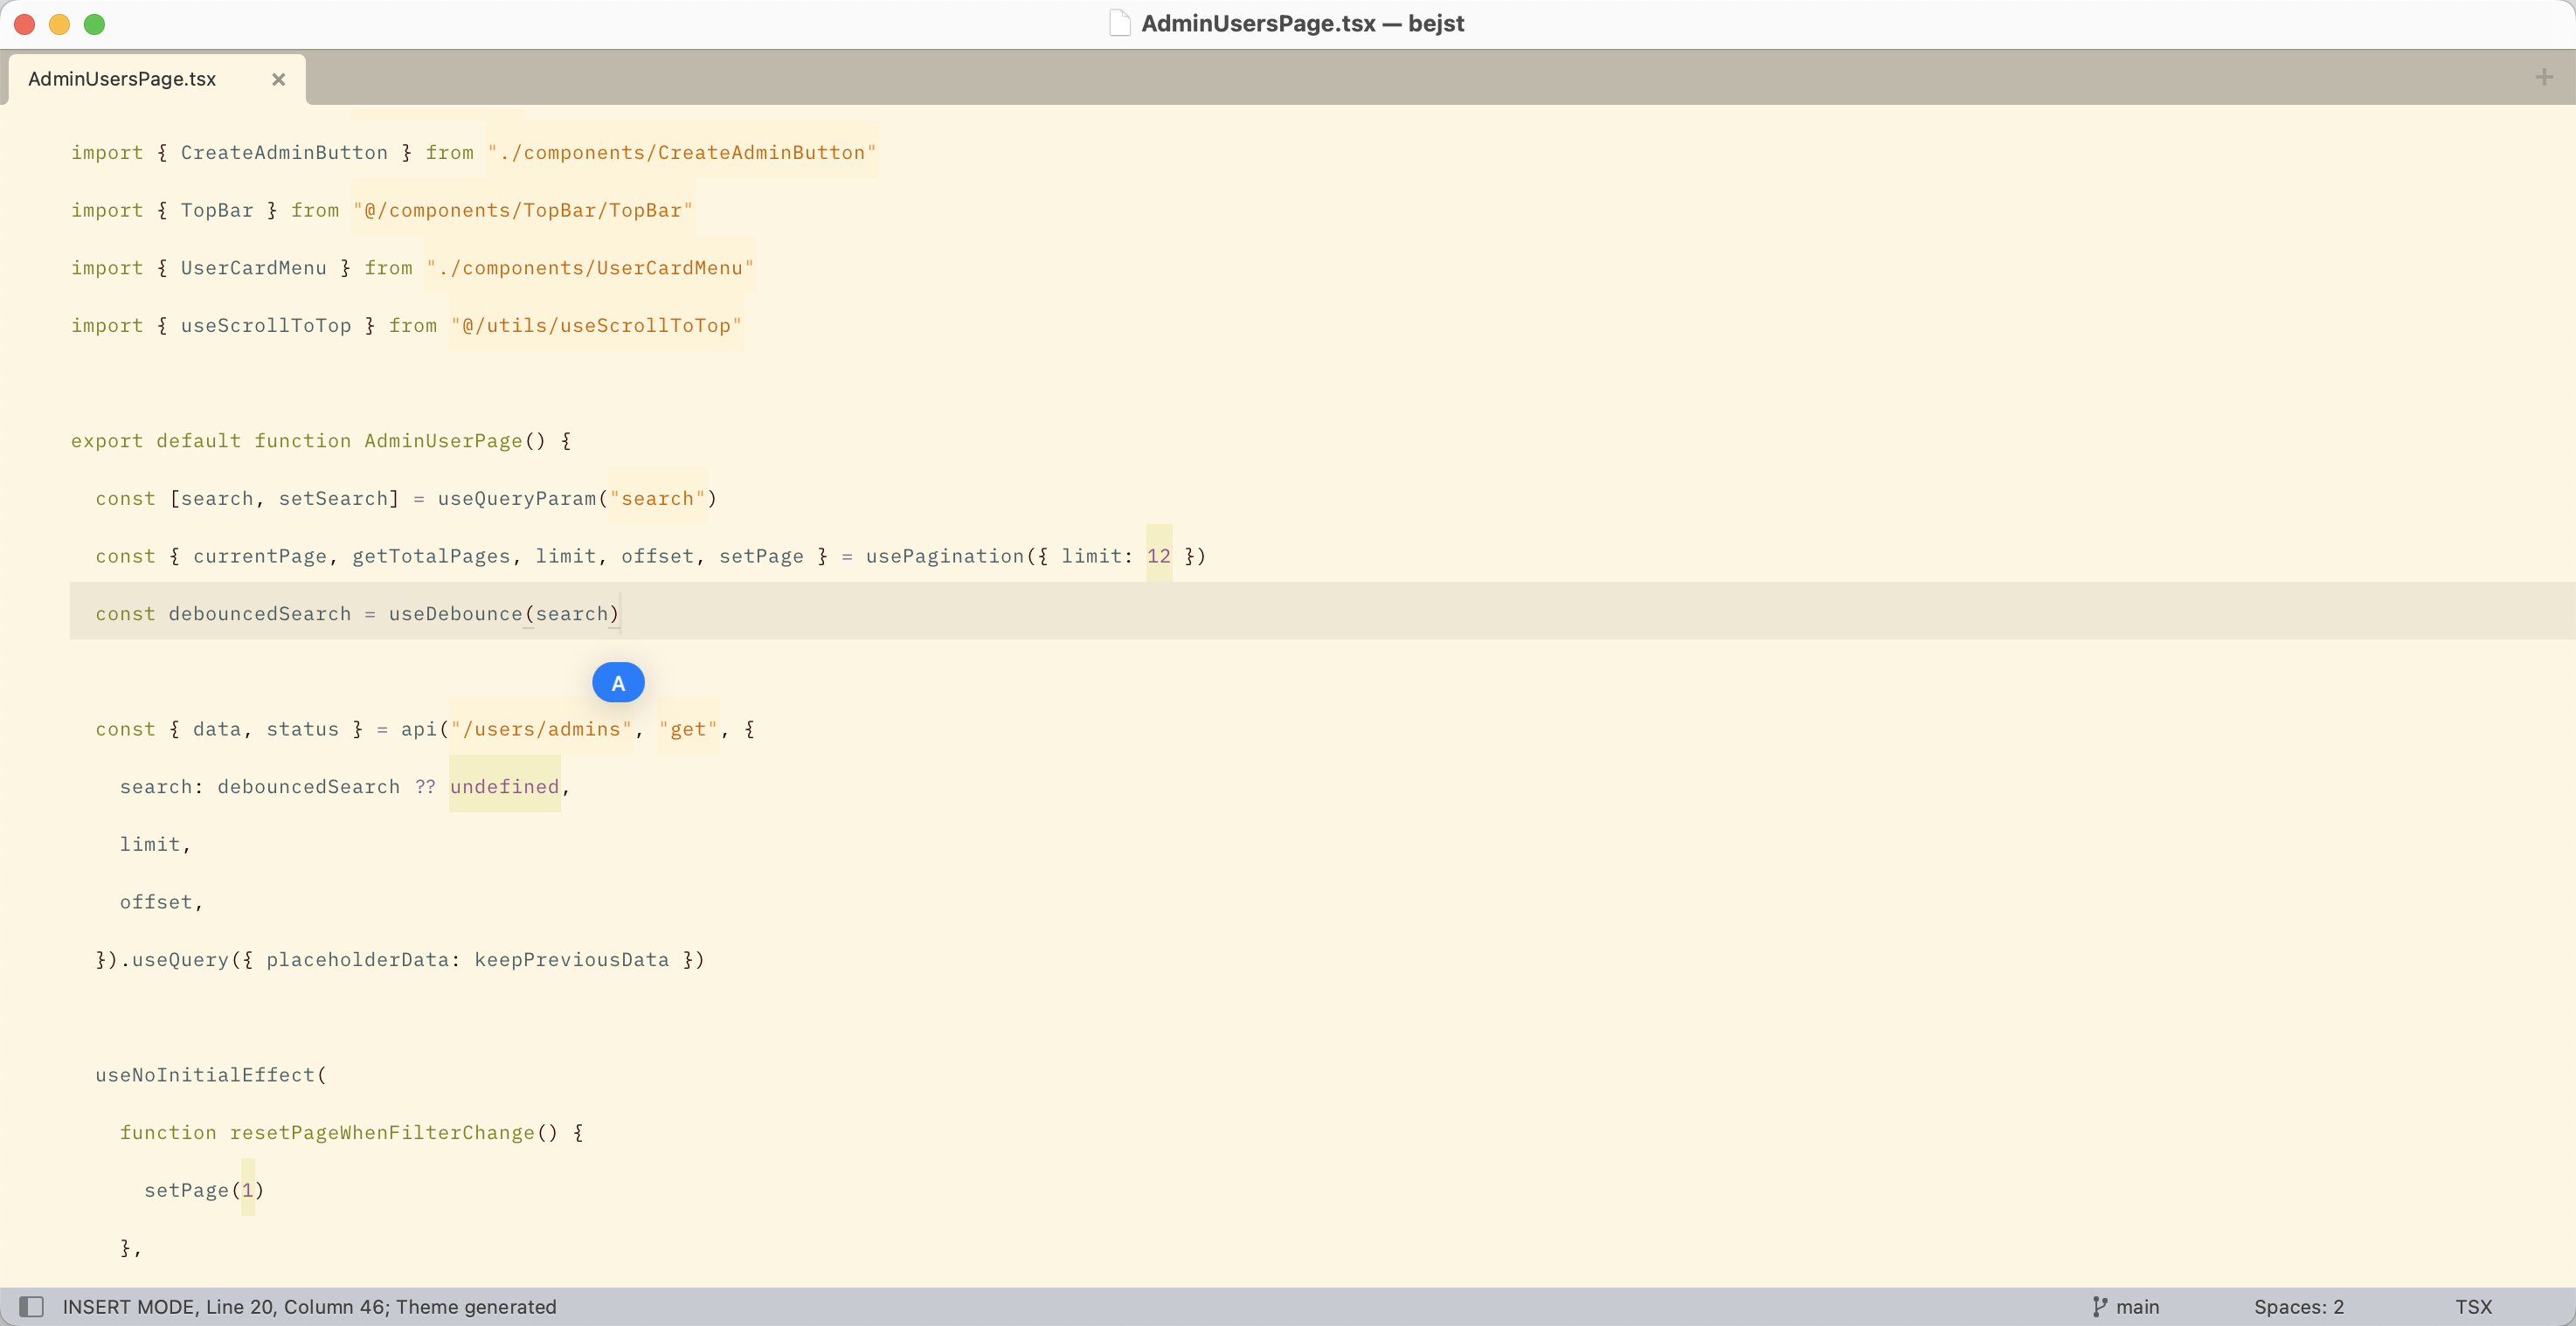 AdminUsersPage.tsx — bejst
AdminUsersPage.tsx
import { CreateAdminButton } from "./components/CreateAdminButton"
import { TopBar } from "@/components/TopBar/TopBar"
import { UserCardMenu } from "./components/UserCardMenu"
import { useScrollToTop } from "@/utils/useScrollToTop"
export default function AdminUserPage() {
  const [search, setSearch] = useQueryParam("search")
  const { currentPage, getTotalPages, limit, offset, setPage } = usePagination({ limit: 12 })
  const debouncedSearch = useDebounce(search)
A
  const { data, status } = api("/users/admins", "get", {
    search: debouncedSearch ?? undefined,
    limit,
    offset,
  }).useQuery({ placeholderData: keepPreviousData })
  useNoInitialEffect(
    function resetPageWhenFilterChange() {
      setPage(1)
    },
INSERT MODE, Line 20, Column 46; Theme generated
main
Spaces: 2
TSX